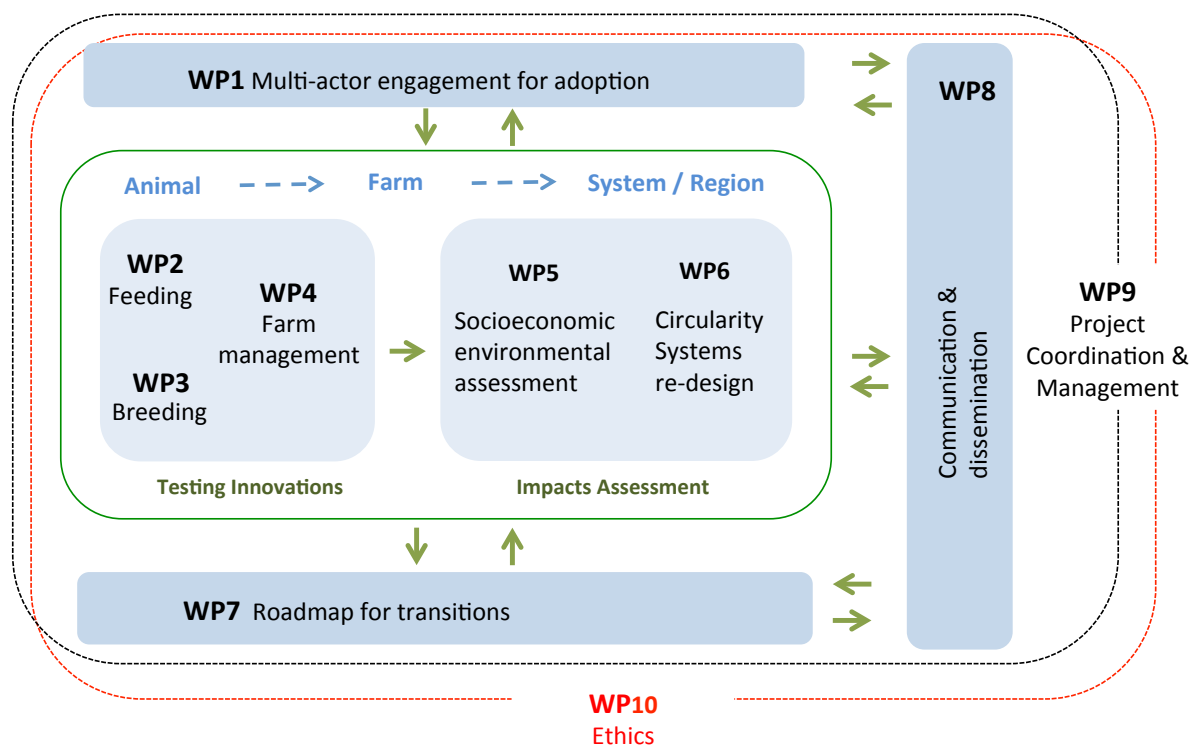 WP1 Multi-actor engagement for adoption
WP8
Communication &
dissemination
Animal
Farm
System / Region
WP2
Feeding
WP3
Breeding
WP4
Farm
management
WP5
Socioeconomic
environmental
assessment
WP6
Circularity
Systems
re-design
Testing Innovations
Impacts Assessment
WP7 Roadmap for transitions
WP9
Project
Coordination &
Management
WP10
Ethics